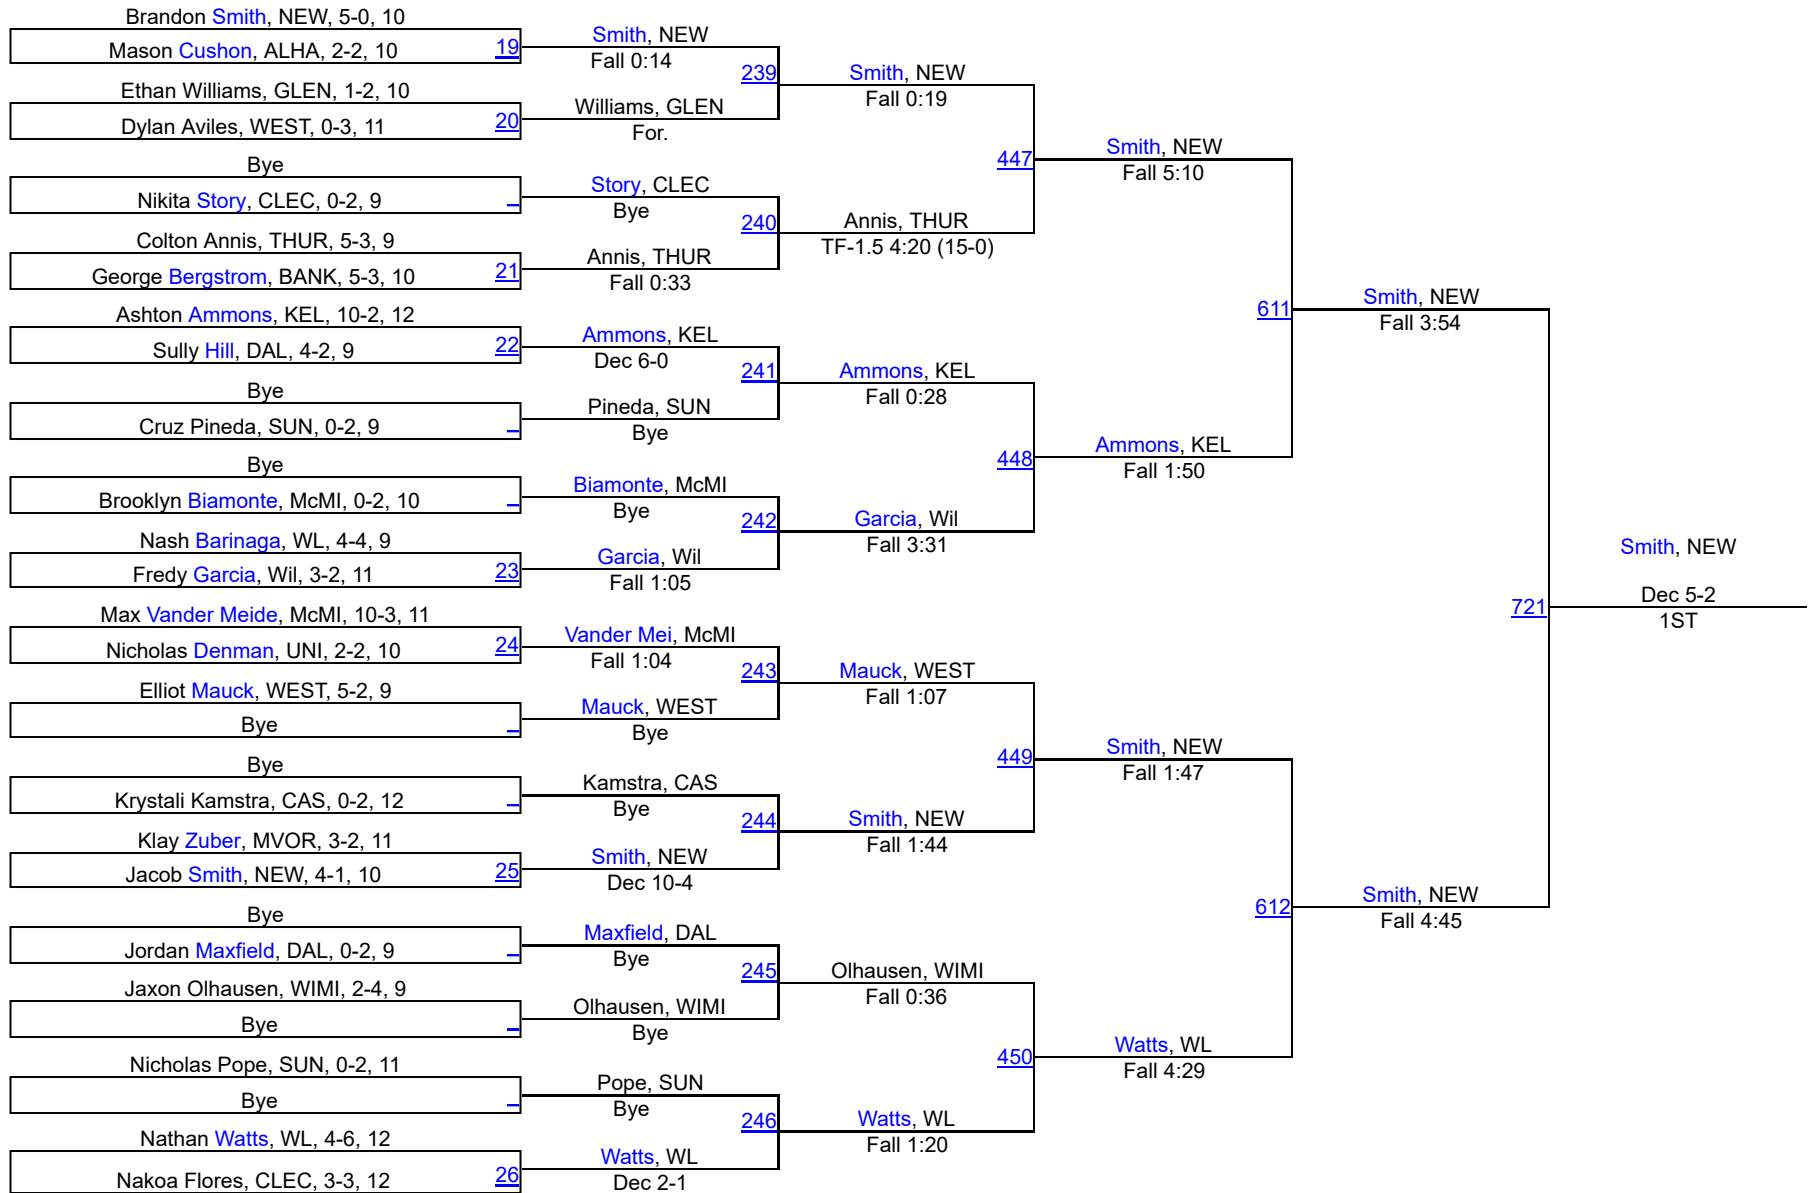 Brandon Smith, NEW, 5-0, 10
Mason Cushon, ALHA, 2-2, 10
19
Ethan Williams, GLEN, 1-2, 10
Dylan Aviles, WEST, 0-3, 11
20
Bye
Nikita Story, CLEC, 0-2, 9
Colton Annis, THUR, 5-3, 9
George Bergstrom, BANK, 5-3, 10
21
Ashton Ammons, KEL, 10-2, 12
Sully Hill, DAL, 4-2, 9
22
Bye
Cruz Pineda, SUN, 0-2, 9
Bye
Brooklyn Biamonte, McMI, 0-2, 10
Nash Barinaga, WL, 4-4, 9
Fredy Garcia, Wil, 3-2, 11
23
Max Vander Meide, McMI, 10-3, 11
Nicholas Denman, UNI, 2-2, 10
24
Elliot Mauck, WEST, 5-2, 9
Bye
Bye
Krystali Kamstra, CAS, 0-2, 12
Klay Zuber, MVOR, 3-2, 11
Jacob Smith, NEW, 4-1, 10
25
Bye
Jordan Maxfield, DAL, 0-2, 9
Jaxon Olhausen, WIMI, 2-4, 9
Bye
Nicholas Pope, SUN, 0-2, 11
Bye
Nathan Watts, WL, 4-6, 12
Nakoa Flores, CLEC, 3-3, 12
26
Smith, NEW
Fall 0:14
239
Williams, GLEN
For.
Story, CLEC
Bye
240
Annis, THUR
Fall 0:33
Ammons, KEL
Dec 6-0
241
Pineda, SUN
Bye
Biamonte, McMI
Bye
242
Garcia, Wil
Fall 1:05
Vander Mei, McMI
Fall 1:04
243
Mauck, WEST
Bye
Kamstra, CAS
Bye
244
Smith, NEW
Dec 10-4
Maxfield, DAL
Bye
245
Olhausen, WIMI
Bye
Pope, SUN
Bye
246
Watts, WL
Dec 2-1
Smith, NEW
Fall 0:19
447
Annis, THUR
TF-1.5 4:20 (15-0)
Ammons, KEL
Fall 0:28
448
Garcia, Wil
Fall 3:31
Mauck, WEST
Fall 1:07
449
Smith, NEW
Fall 1:44
Olhausen, WIMI
Fall 0:36
450
Watts, WL
Fall 1:20
Smith, NEW
Fall 5:10
611
Ammons, KEL
Fall 1:50
Smith, NEW
Fall 1:47
612
Watts, WL
Fall 4:29
Smith, NEW
Fall 3:54
721
Smith, NEW
Fall 4:45
Smith, NEW
Dec 5-2
1ST